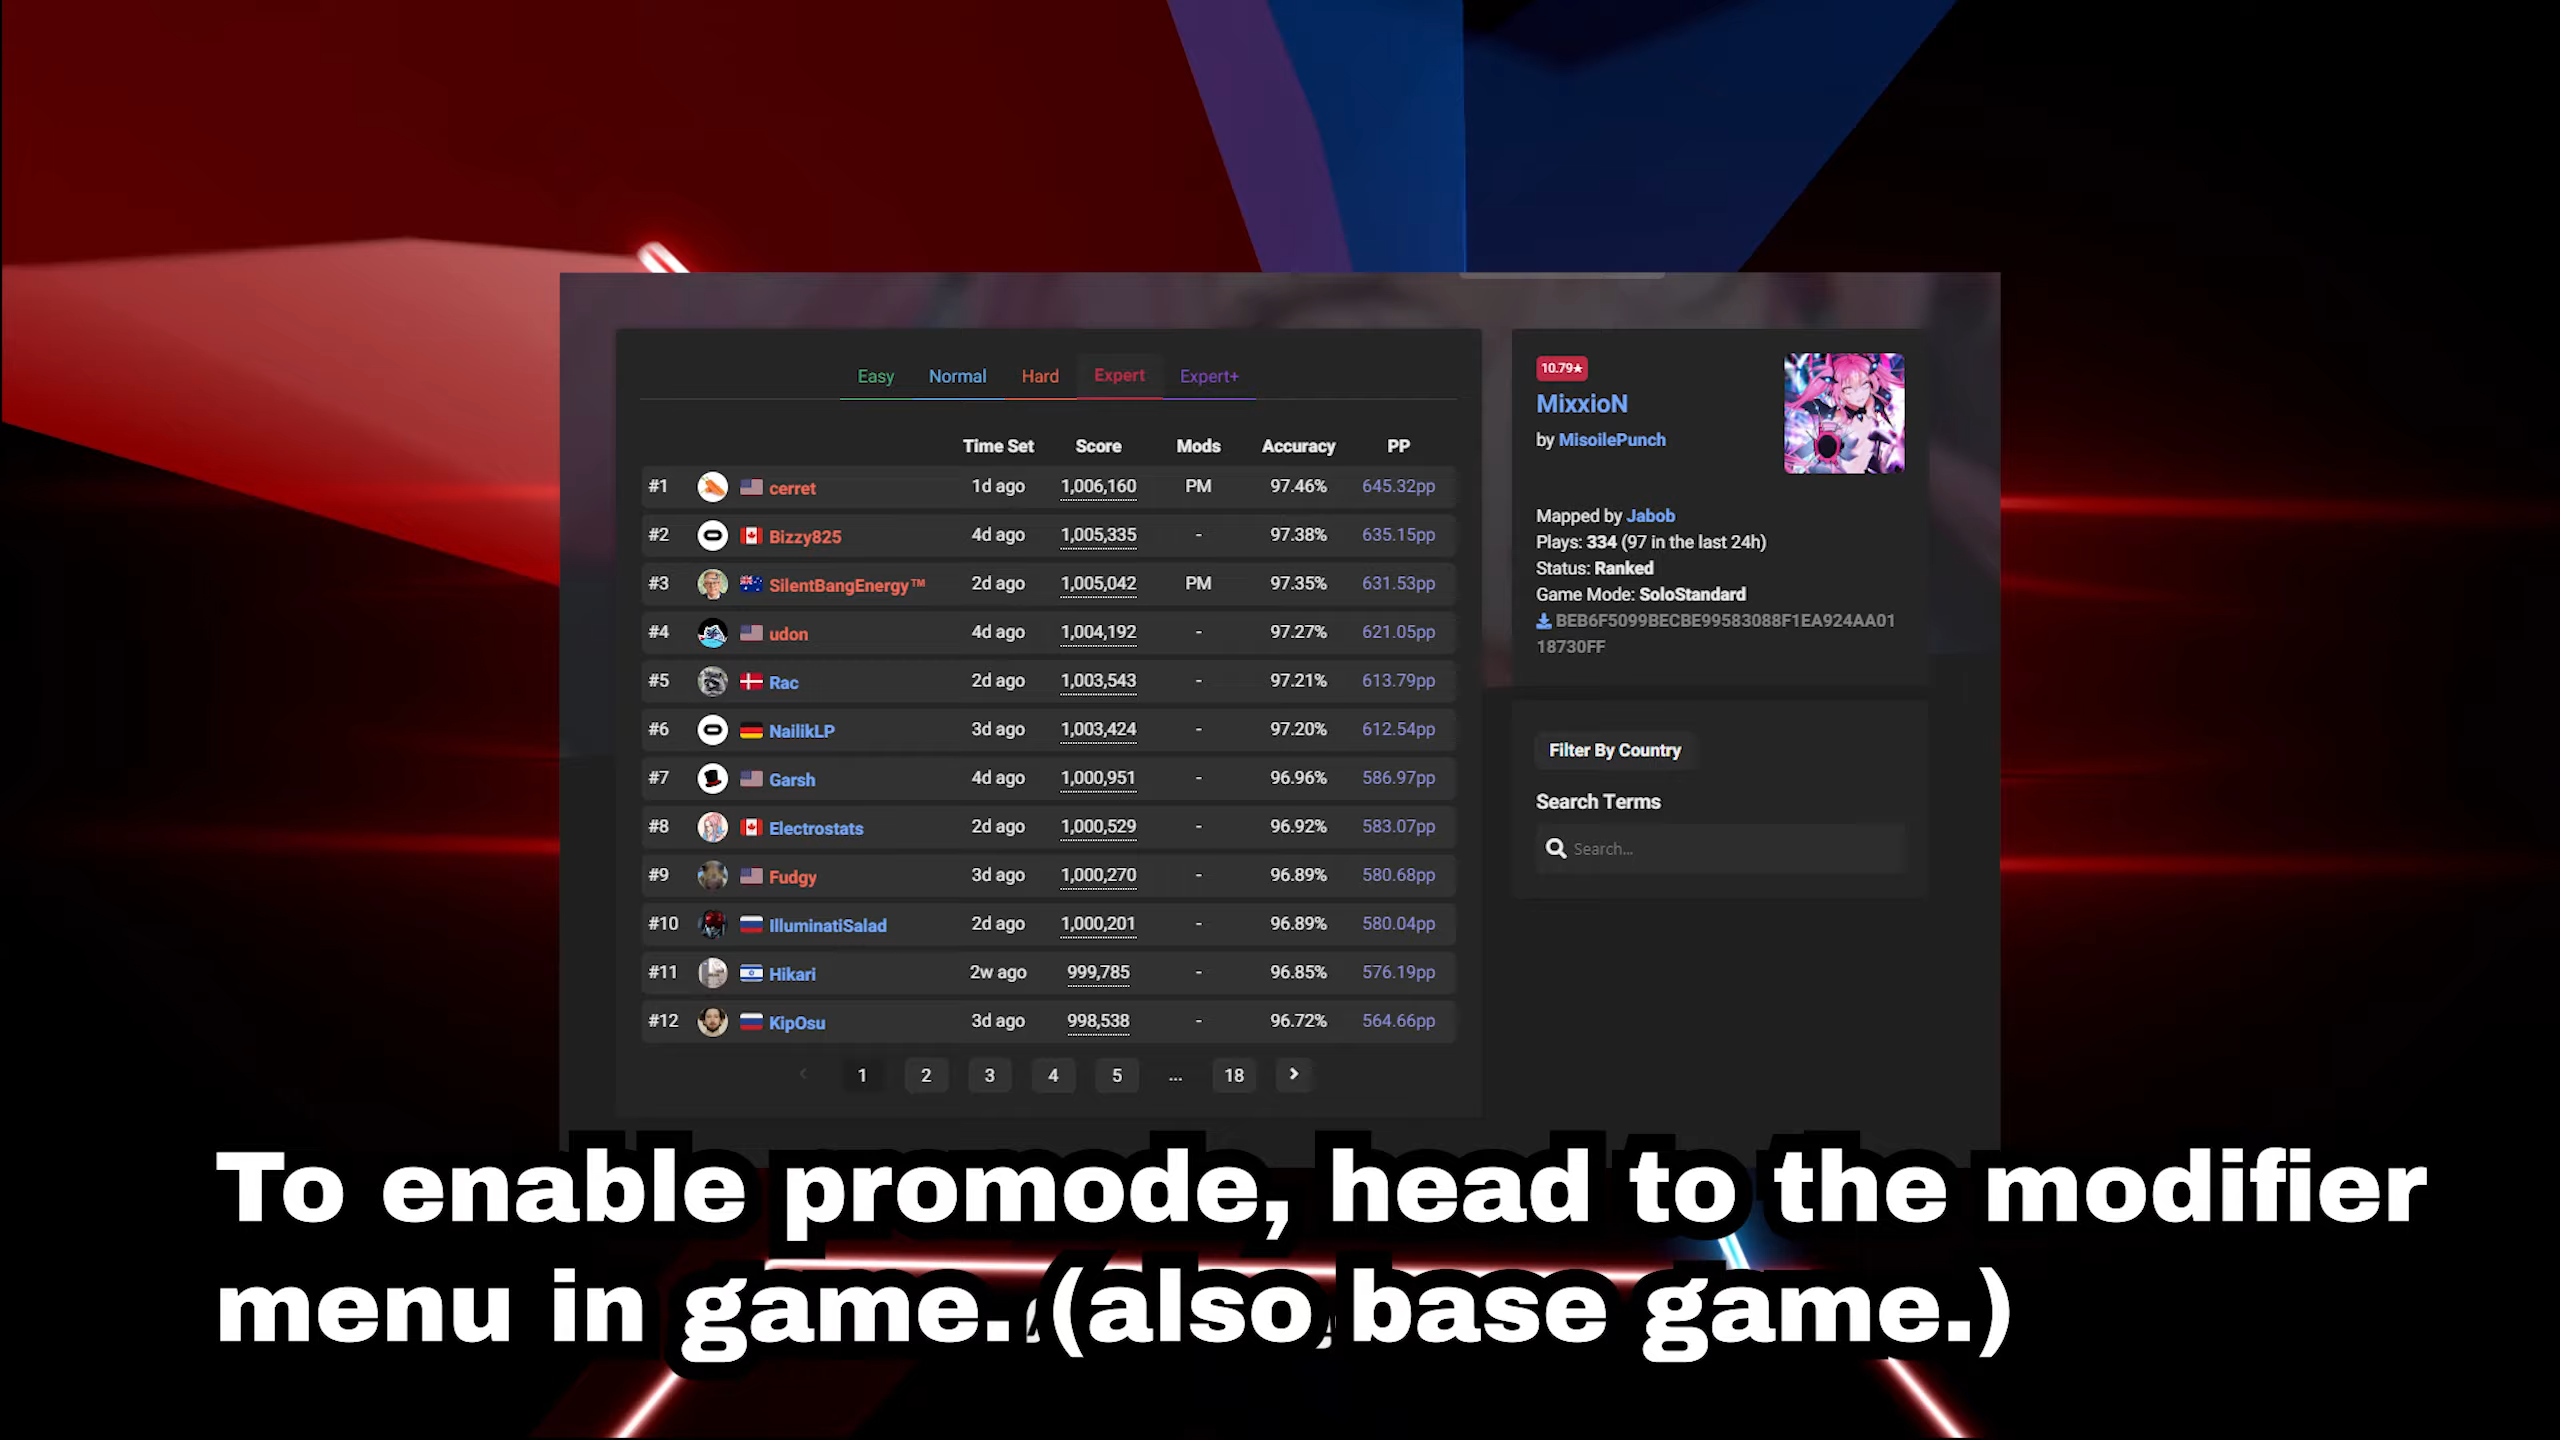 Easy Normal Hard Expert Expert+
Time Set Score Mods Accuracy PP
#1 cerret 1d ago 1,006,160 PM 97.46% 645.32pp
#2 Bizzy825 4d ago 1,005,335 - 97.38% 635.15pp
#3 SilentBangEnergy™ 2d ago 1,005,042 PM 97.35% 631.53pp
#4 udon 4d ago 1,004,192 - 97.27% 621.05pp
#5 Rac 2d ago 1,003,543 - 97.21% 613.79pp
#6 NailikLP 3d ago 1,003,424 - 97.20% 612.54pp
#7 Garsh 4d ago 1,000,951 - 96.96% 586.97pp
#8 Electrostats 2d ago 1,000,529 - 96.92% 583.07pp
#9 Fudgy 3d ago 1,000,270 - 96.89% 580.68pp
#10 IlluminatiSalad 2d ago 1,000,201 - 96.89% 580.04pp
#11 Hikari 2w ago 999,785 - 96.85% 576.19pp
#12 KipOsu 3d ago 998,538 - 96.72% 564.66pp
1 2 3 4 5 ... 18
10.79★
MixxioN
by MisoilePunch
Mapped by Jabob
Plays: 334 (97 in the last 24h)
Status: Ranked
Game Mode: SoloStandard
BEB6F5099BECBE99583088F1EA924AA01
18730FF
Filter By Country
Search Terms
Search...
To enable promode, head to the modifier
menu in game. (also base game.)